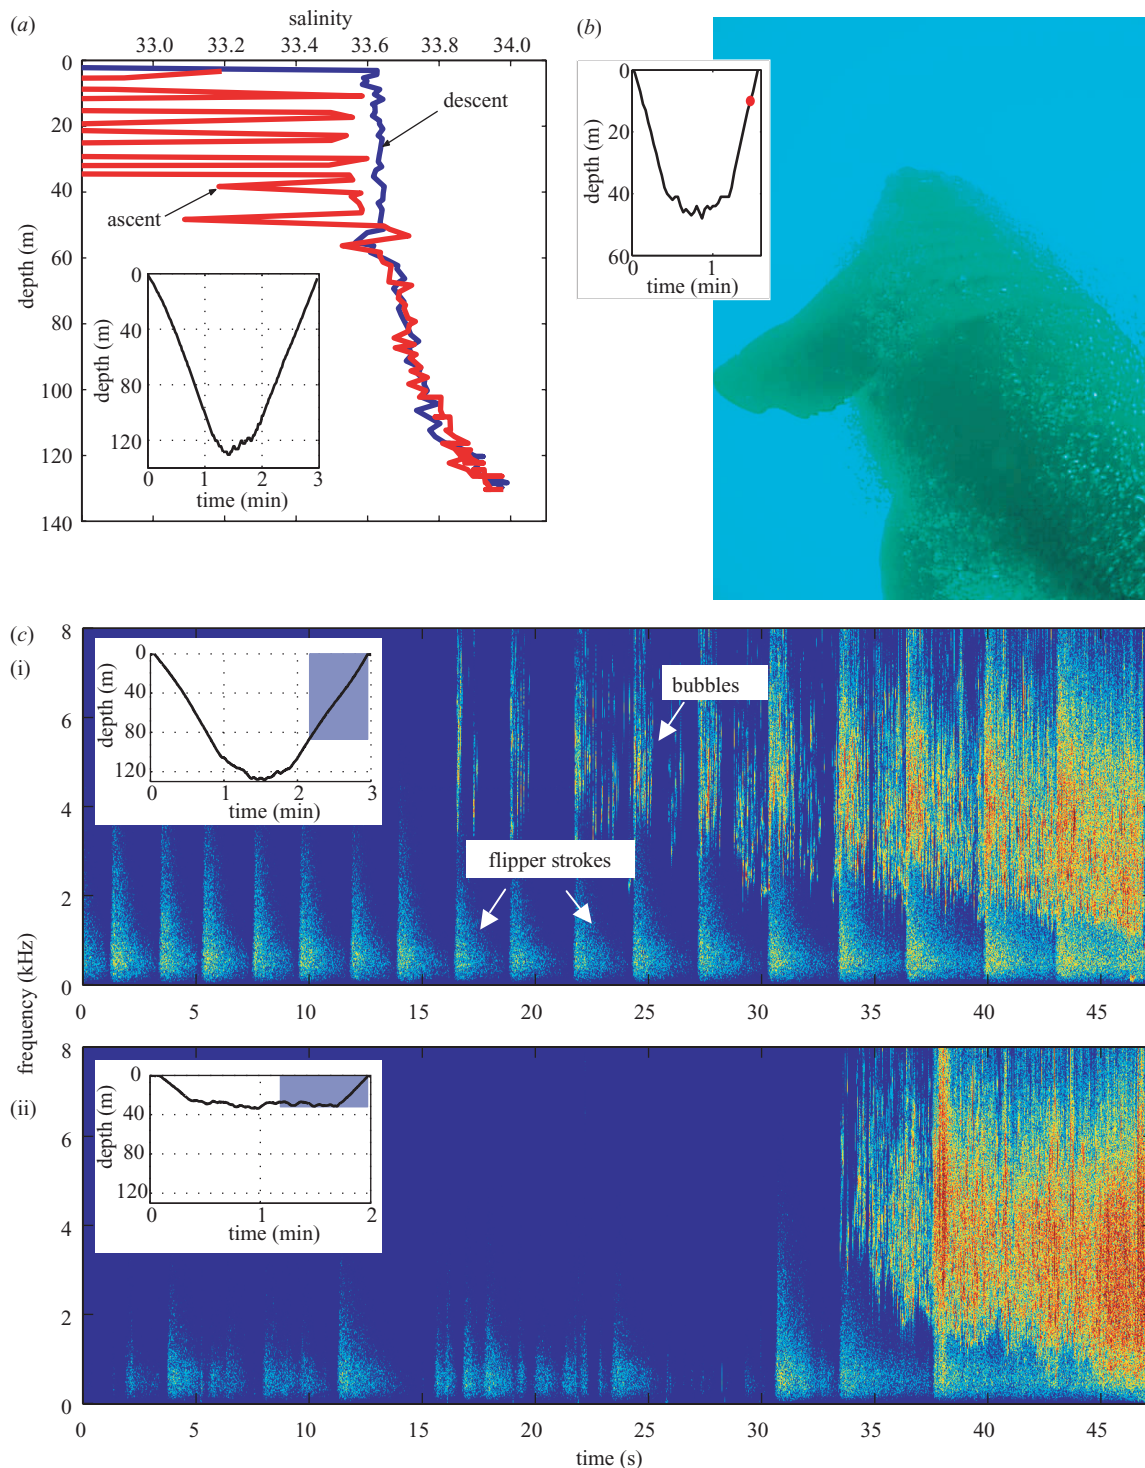 (a)
salinity
33.0 33.2 33.4 33.6 33.8 34.0
0
20
40
60
80
100
120
140
depth (m)
descent
ascent
0
40
80
120
depth (m)
0 1 2 3
time (min)
(b)
0
20
40
60
depth (m)
0 1
time (min)
(c)
(i)
8
6
4
2
0
0
40
80
120
depth (m)
0 1 2 3
time (min)
bubbles
flipper strokes
0 5 10 15 20 25 30 35 40 45
frequency (kHz)
(ii)
8
6
4
2
0
0
40
80
120
depth (m)
0 1 2
time (min)
0 5 10 15 20 25 30 35 40 45
time (s)